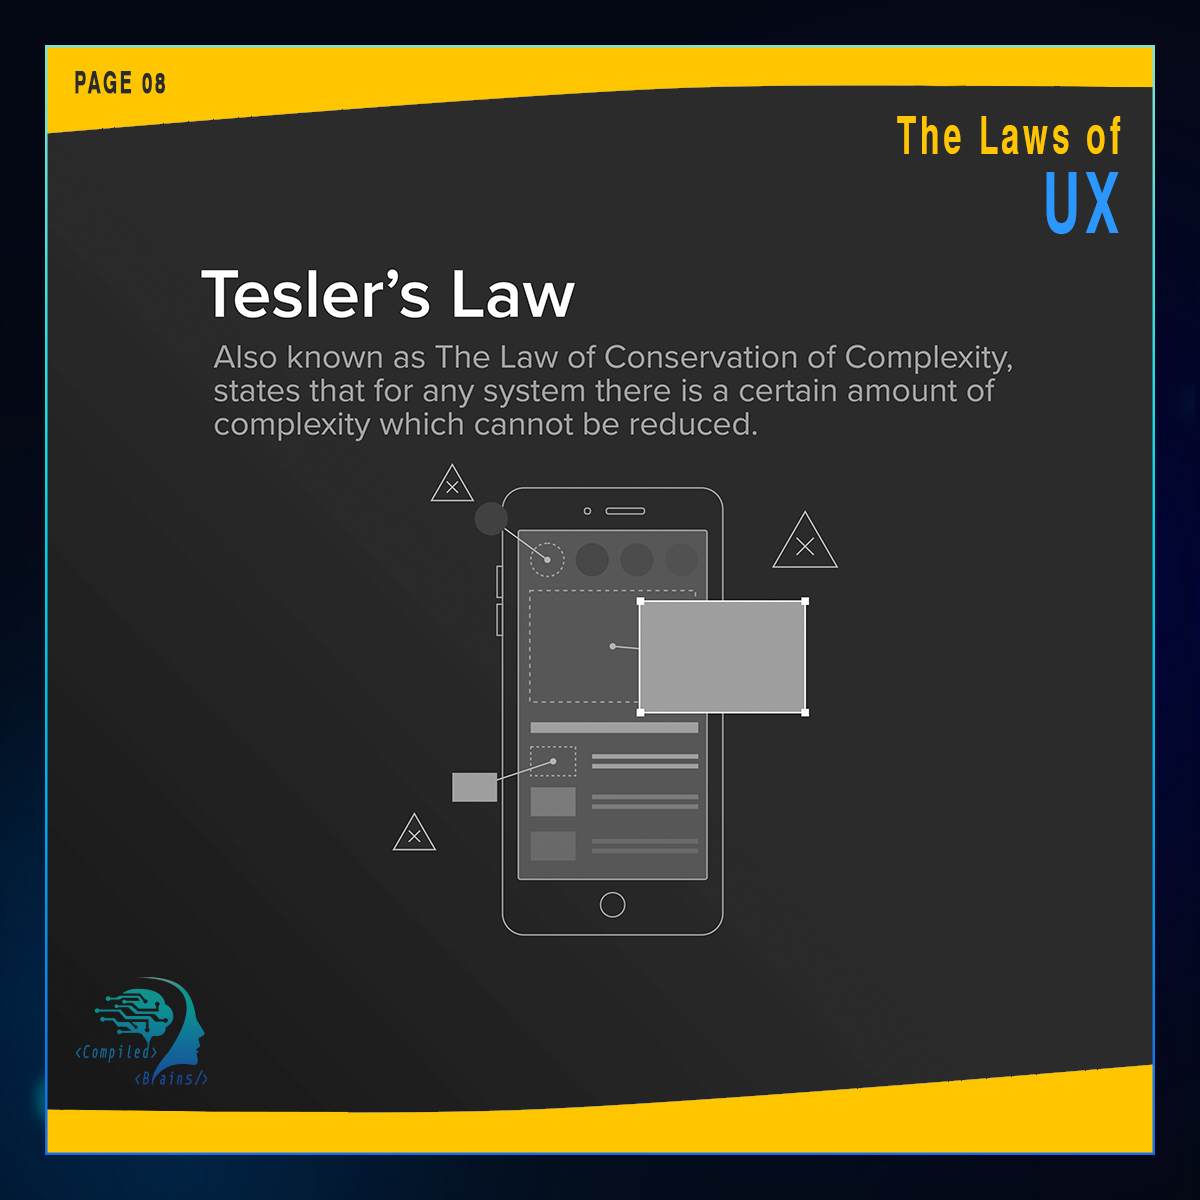 PAGE 08
The Laws of
UX
Tesler’s Law
Also known as The Law of Conservation of Complexity,
states that for any system there is a certain amount of
complexity which cannot be reduced.
<Compiled>
<Brains/>